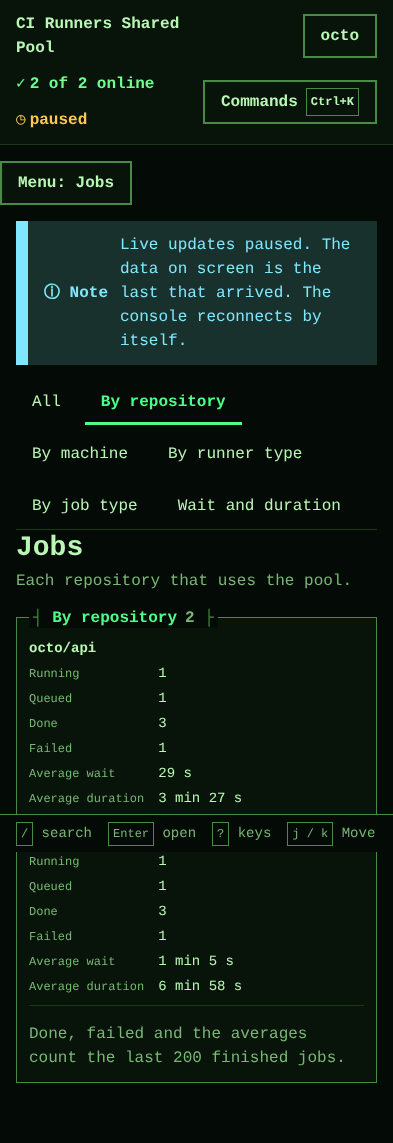 CI Runners Shared
Pool
octo
✓ 2 of 2 online
◷ paused
Commands Ctrl+K
Menu: Jobs
ⓘ Note
Live updates paused. The
data on screen is the
last that arrived. The
console reconnects by
itself.
All By repository
By machine By runner type
By job type Wait and duration
Jobs
Each repository that uses the pool.
┤ By repository 2 ├
octo/api
Running 1
Queued 1
Done 3
Failed 1
Average wait 29 s
Average duration 3 min 27 s
/ search Enter open ? keys j / k Move
Running 1
Queued 1
Done 3
Failed 1
Average wait 1 min 5 s
Average duration 6 min 58 s
Done, failed and the averages
count the last 200 finished jobs.